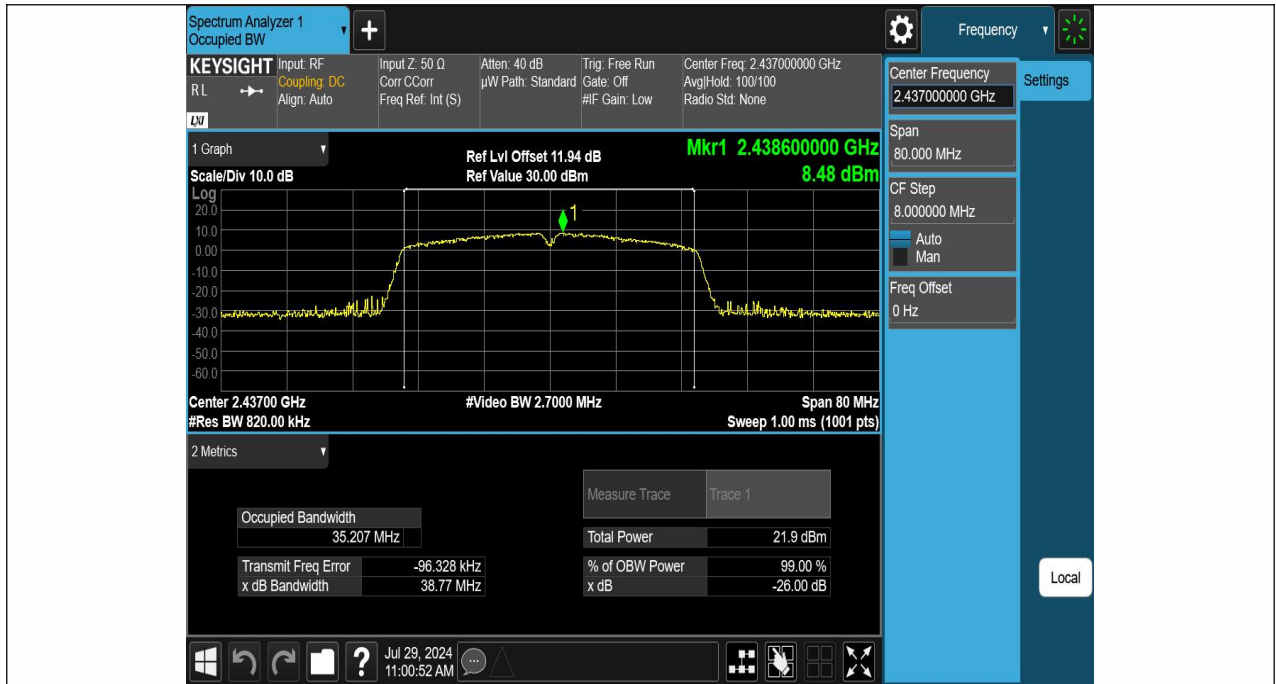 Spectrum Analyzer 1
Occupied BW
+
Frequency
KEYSIGHT
RL
LXI
Input: RF
Coupling: DC
Align: Auto
Input Z: 50 Ω
Corr CCorr
Freq Ref: Int (S)
Atten: 40 dB
µW Path: Standard
Trig: Free Run
Gate: Off
#IF Gain: Low
Center Freq: 2.437000000 GHz
Avg|Hold: 100/100
Radio Std: None
Center Frequency
2.437000000 GHz
Settings
Span
80.000 MHz
CF Step
8.000000 MHz
Auto
Man
Freq Offset
0 Hz
Local
1 Graph
Scale/Div 10.0 dB
Ref Lvl Offset 11.94 dB
Ref Value 30.00 dBm
Mkr1 2.438600000 GHz
8.48 dBm
Log
20.0
10.0
0.00
-10.0
-20.0
-30.0
-40.0
-50.0
-60.0
1
Center 2.43700 GHz
#Video BW 2.7000 MHz
Span 80 MHz
#Res BW 820.00 kHz
Sweep 1.00 ms (1001 pts)
2 Metrics
Measure Trace Trace 1
Occupied Bandwidth
35.207 MHz
Total Power 21.9 dBm
Transmit Freq Error -96.328 kHz
% of OBW Power 99.00 %
x dB Bandwidth 38.77 MHz
x dB -26.00 dB
?
Jul 29, 2024
11:00:52 AM